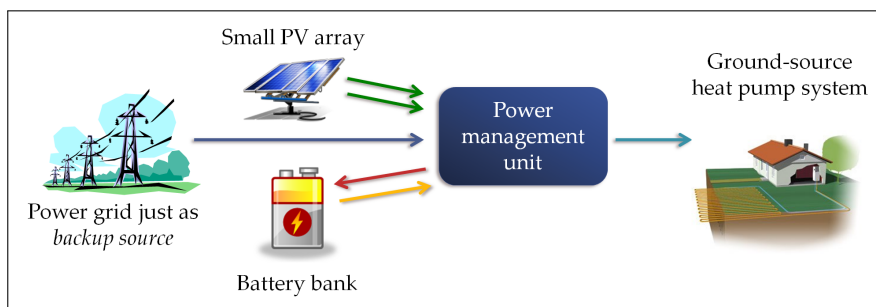 Small PV array
Ground-source
heat pump system
Power
management
unit
Power grid just as
backup source
Battery bank